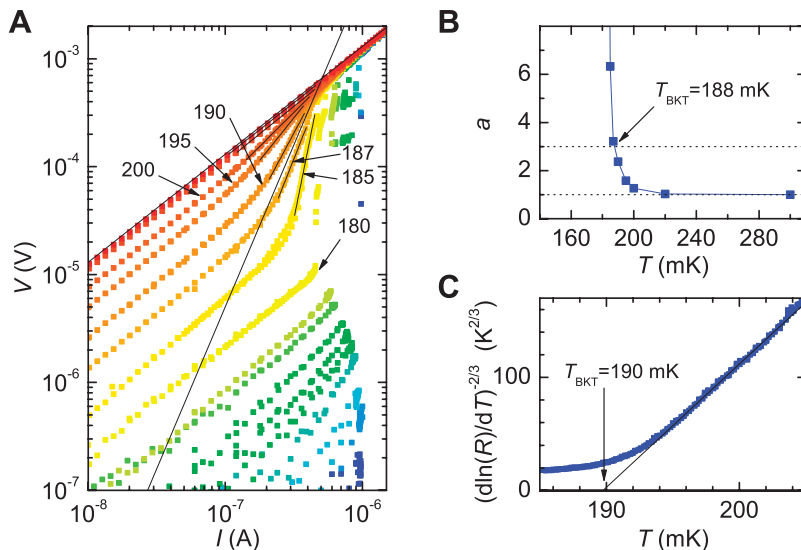 A
10⁻³
10⁻⁴
10⁻⁵
10⁻⁶
10⁻⁷
V (V)
10⁻⁸
10⁻⁷
10⁻⁶
I (A)
190
195
200
187
185
180
B
8
6
4
2
0
a
T_BKT=188 mK
160
200
240
280
T (mK)
C
(dln(R)/dT)^-2/3 (K^2/3)
100
0
T_BKT=190 mK
190
200
T (mK)